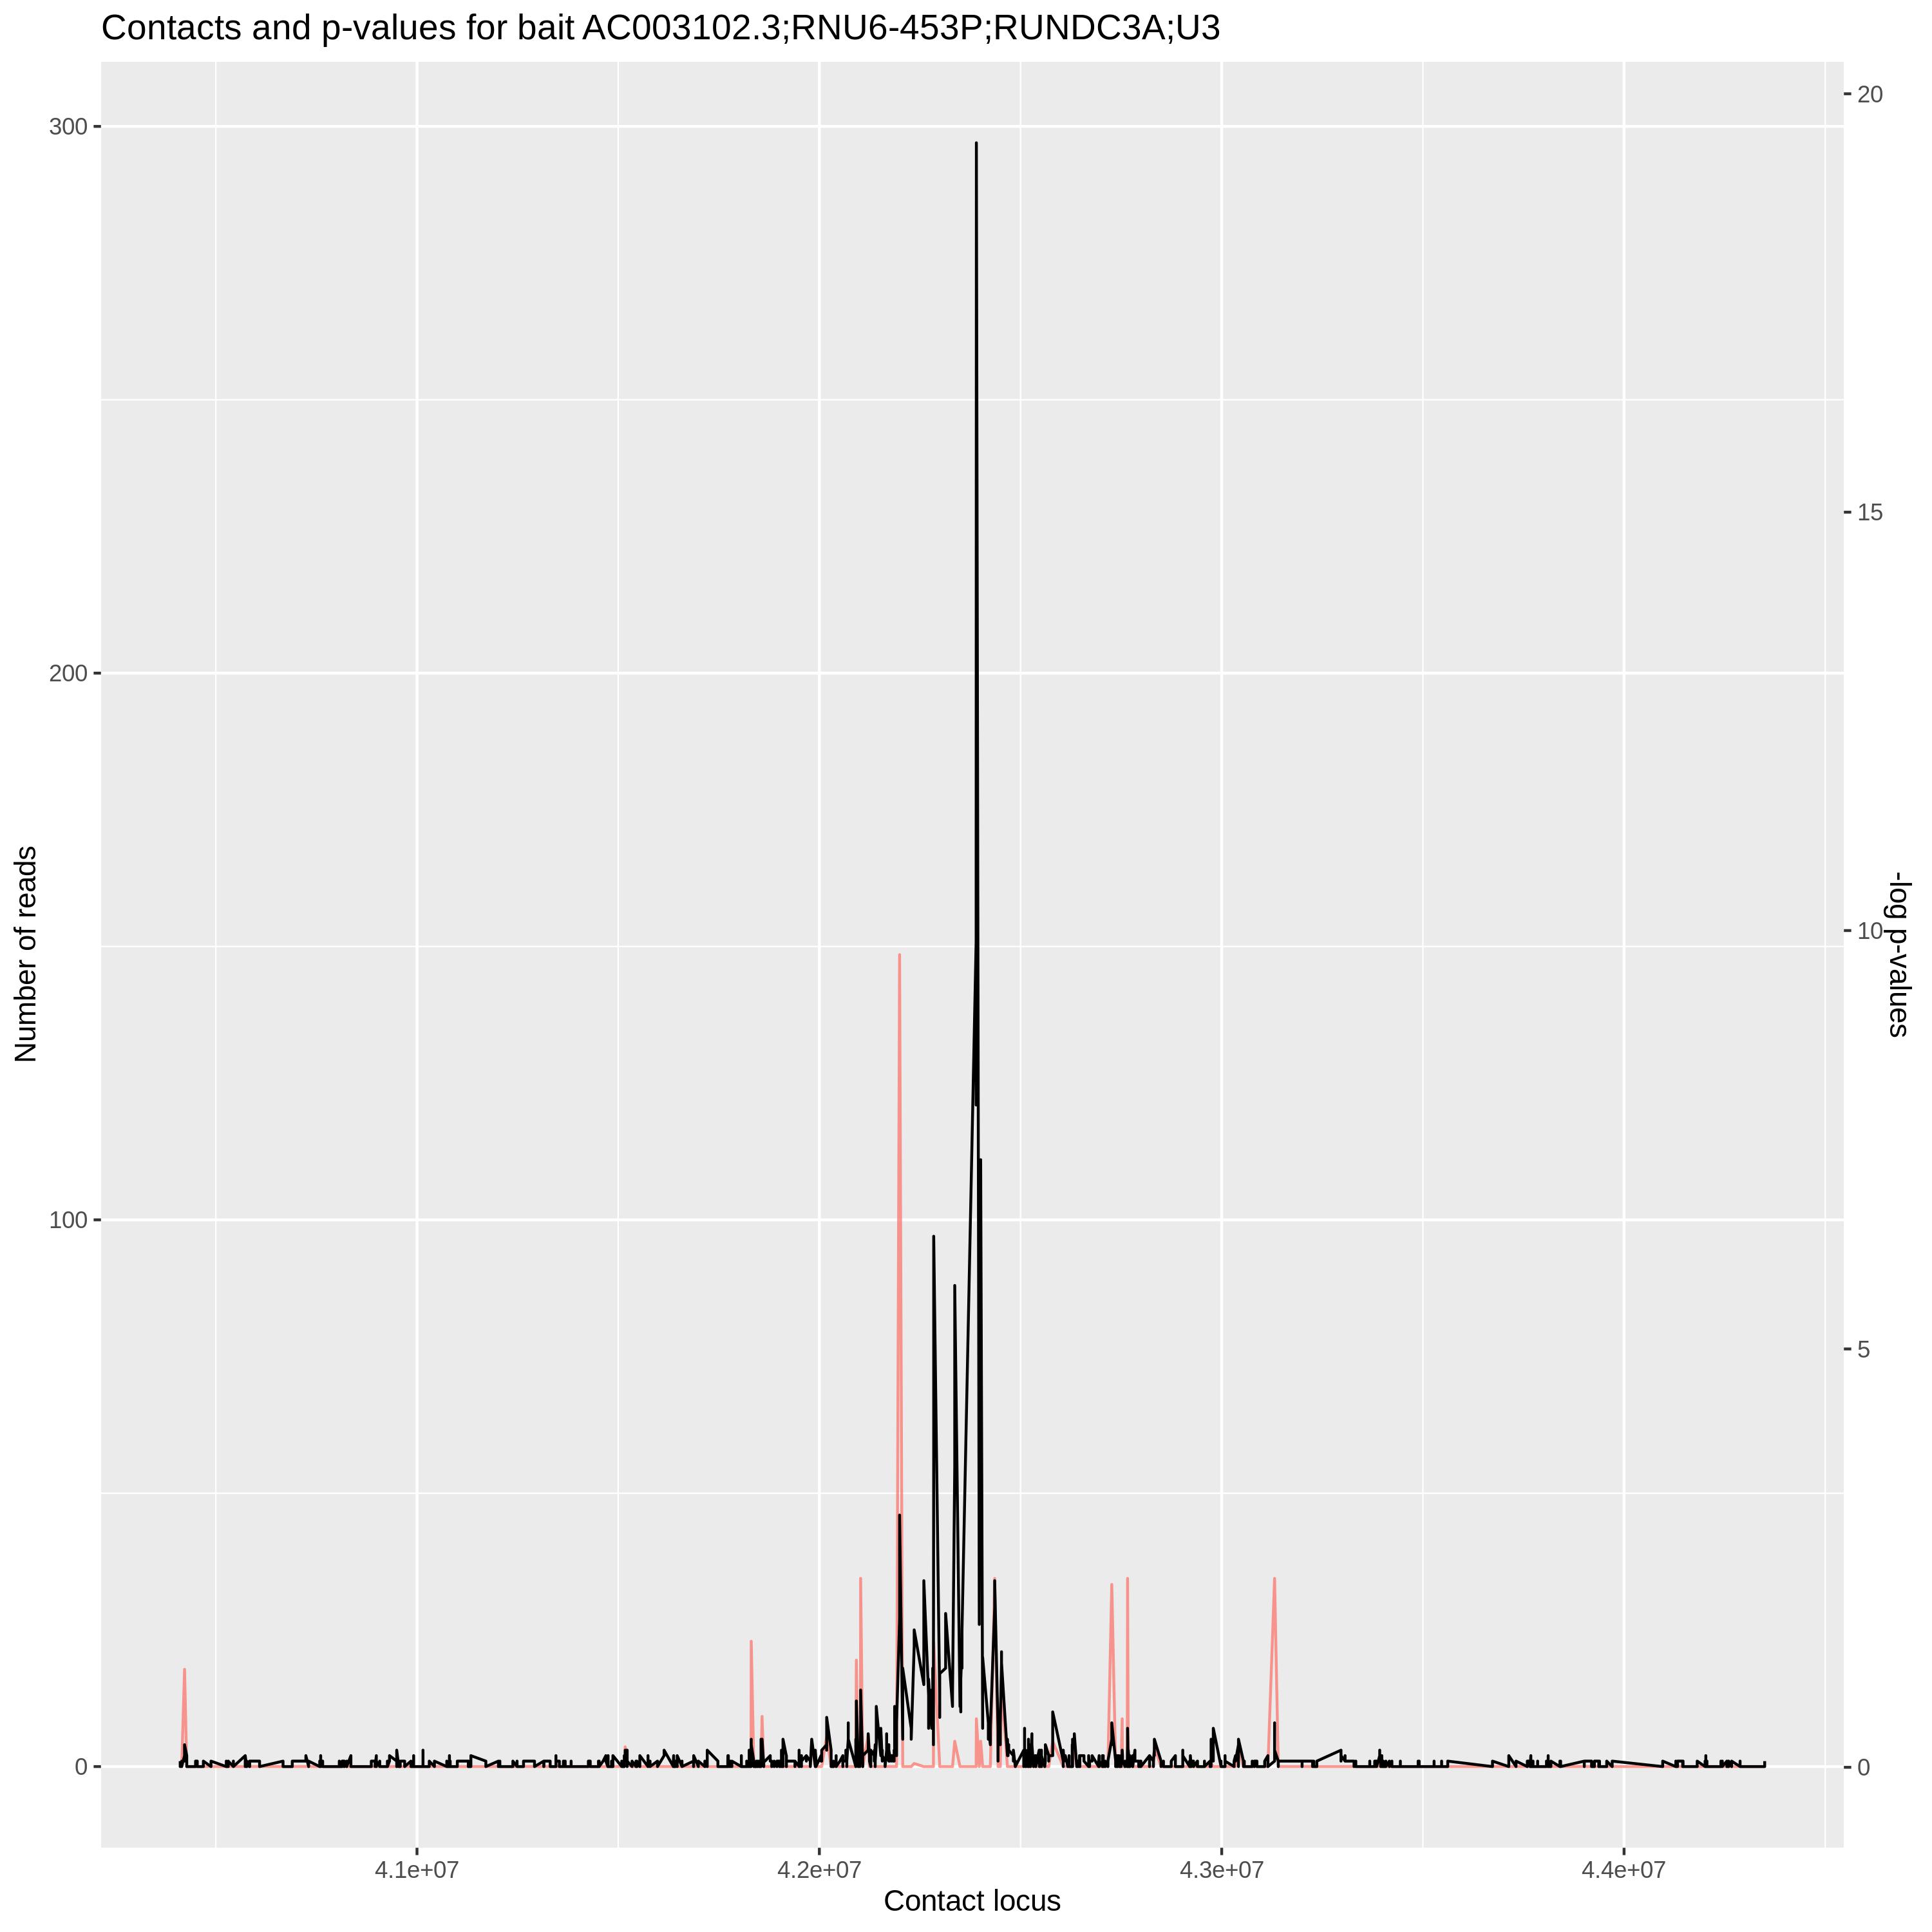 Contacts and p-values for bait AC003102.3;RNU6-453P;RUNDC3A;U3
300
200
100
0
Number of reads
20
15
10
5
0
-log p-values
4.1e+07 4.2e+07 4.3e+07 4.4e+07
Contact locus